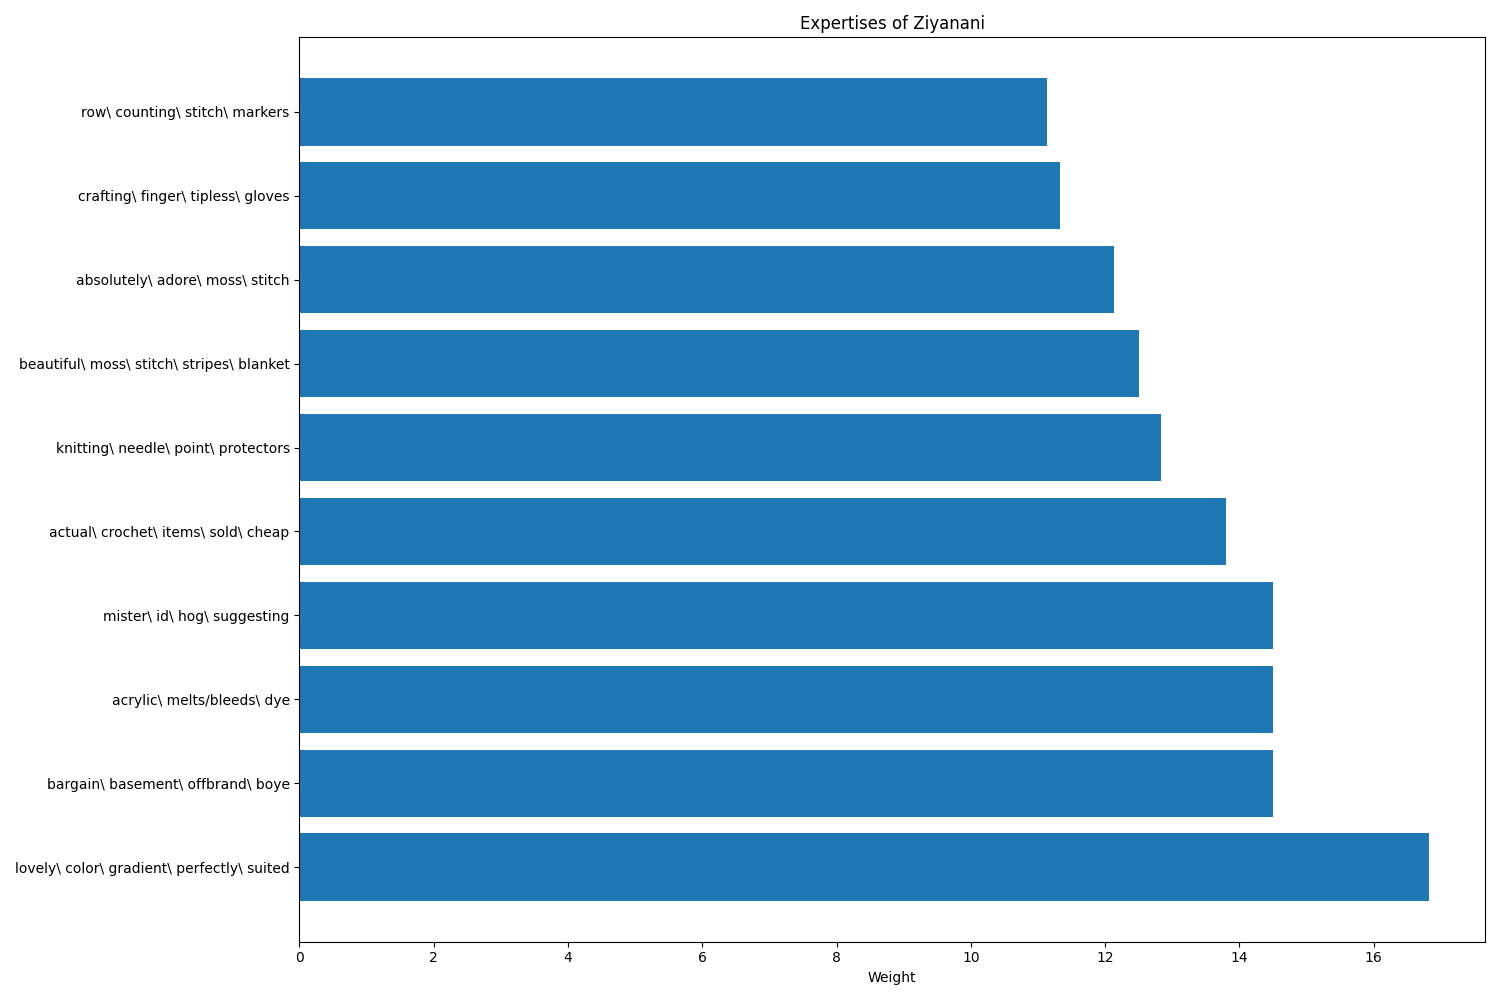 Expertises of Ziyanani
row\ counting\ stitch\ markers
crafting\ finger\ tipless\ gloves
absolutely\ adore\ moss\ stitch
beautiful\ moss\ stitch\ stripes\ blanket
knitting\ needle\ point\ protectors
actual\ crochet\ items\ sold\ cheap
mister\ id\ hog\ suggesting
acrylic\ melts/bleeds\ dye
bargain\ basement\ offbrand\ boye
lovely\ color\ gradient\ perfectly\ suited
0 2 4 6 8 10 12 14 16
Weight